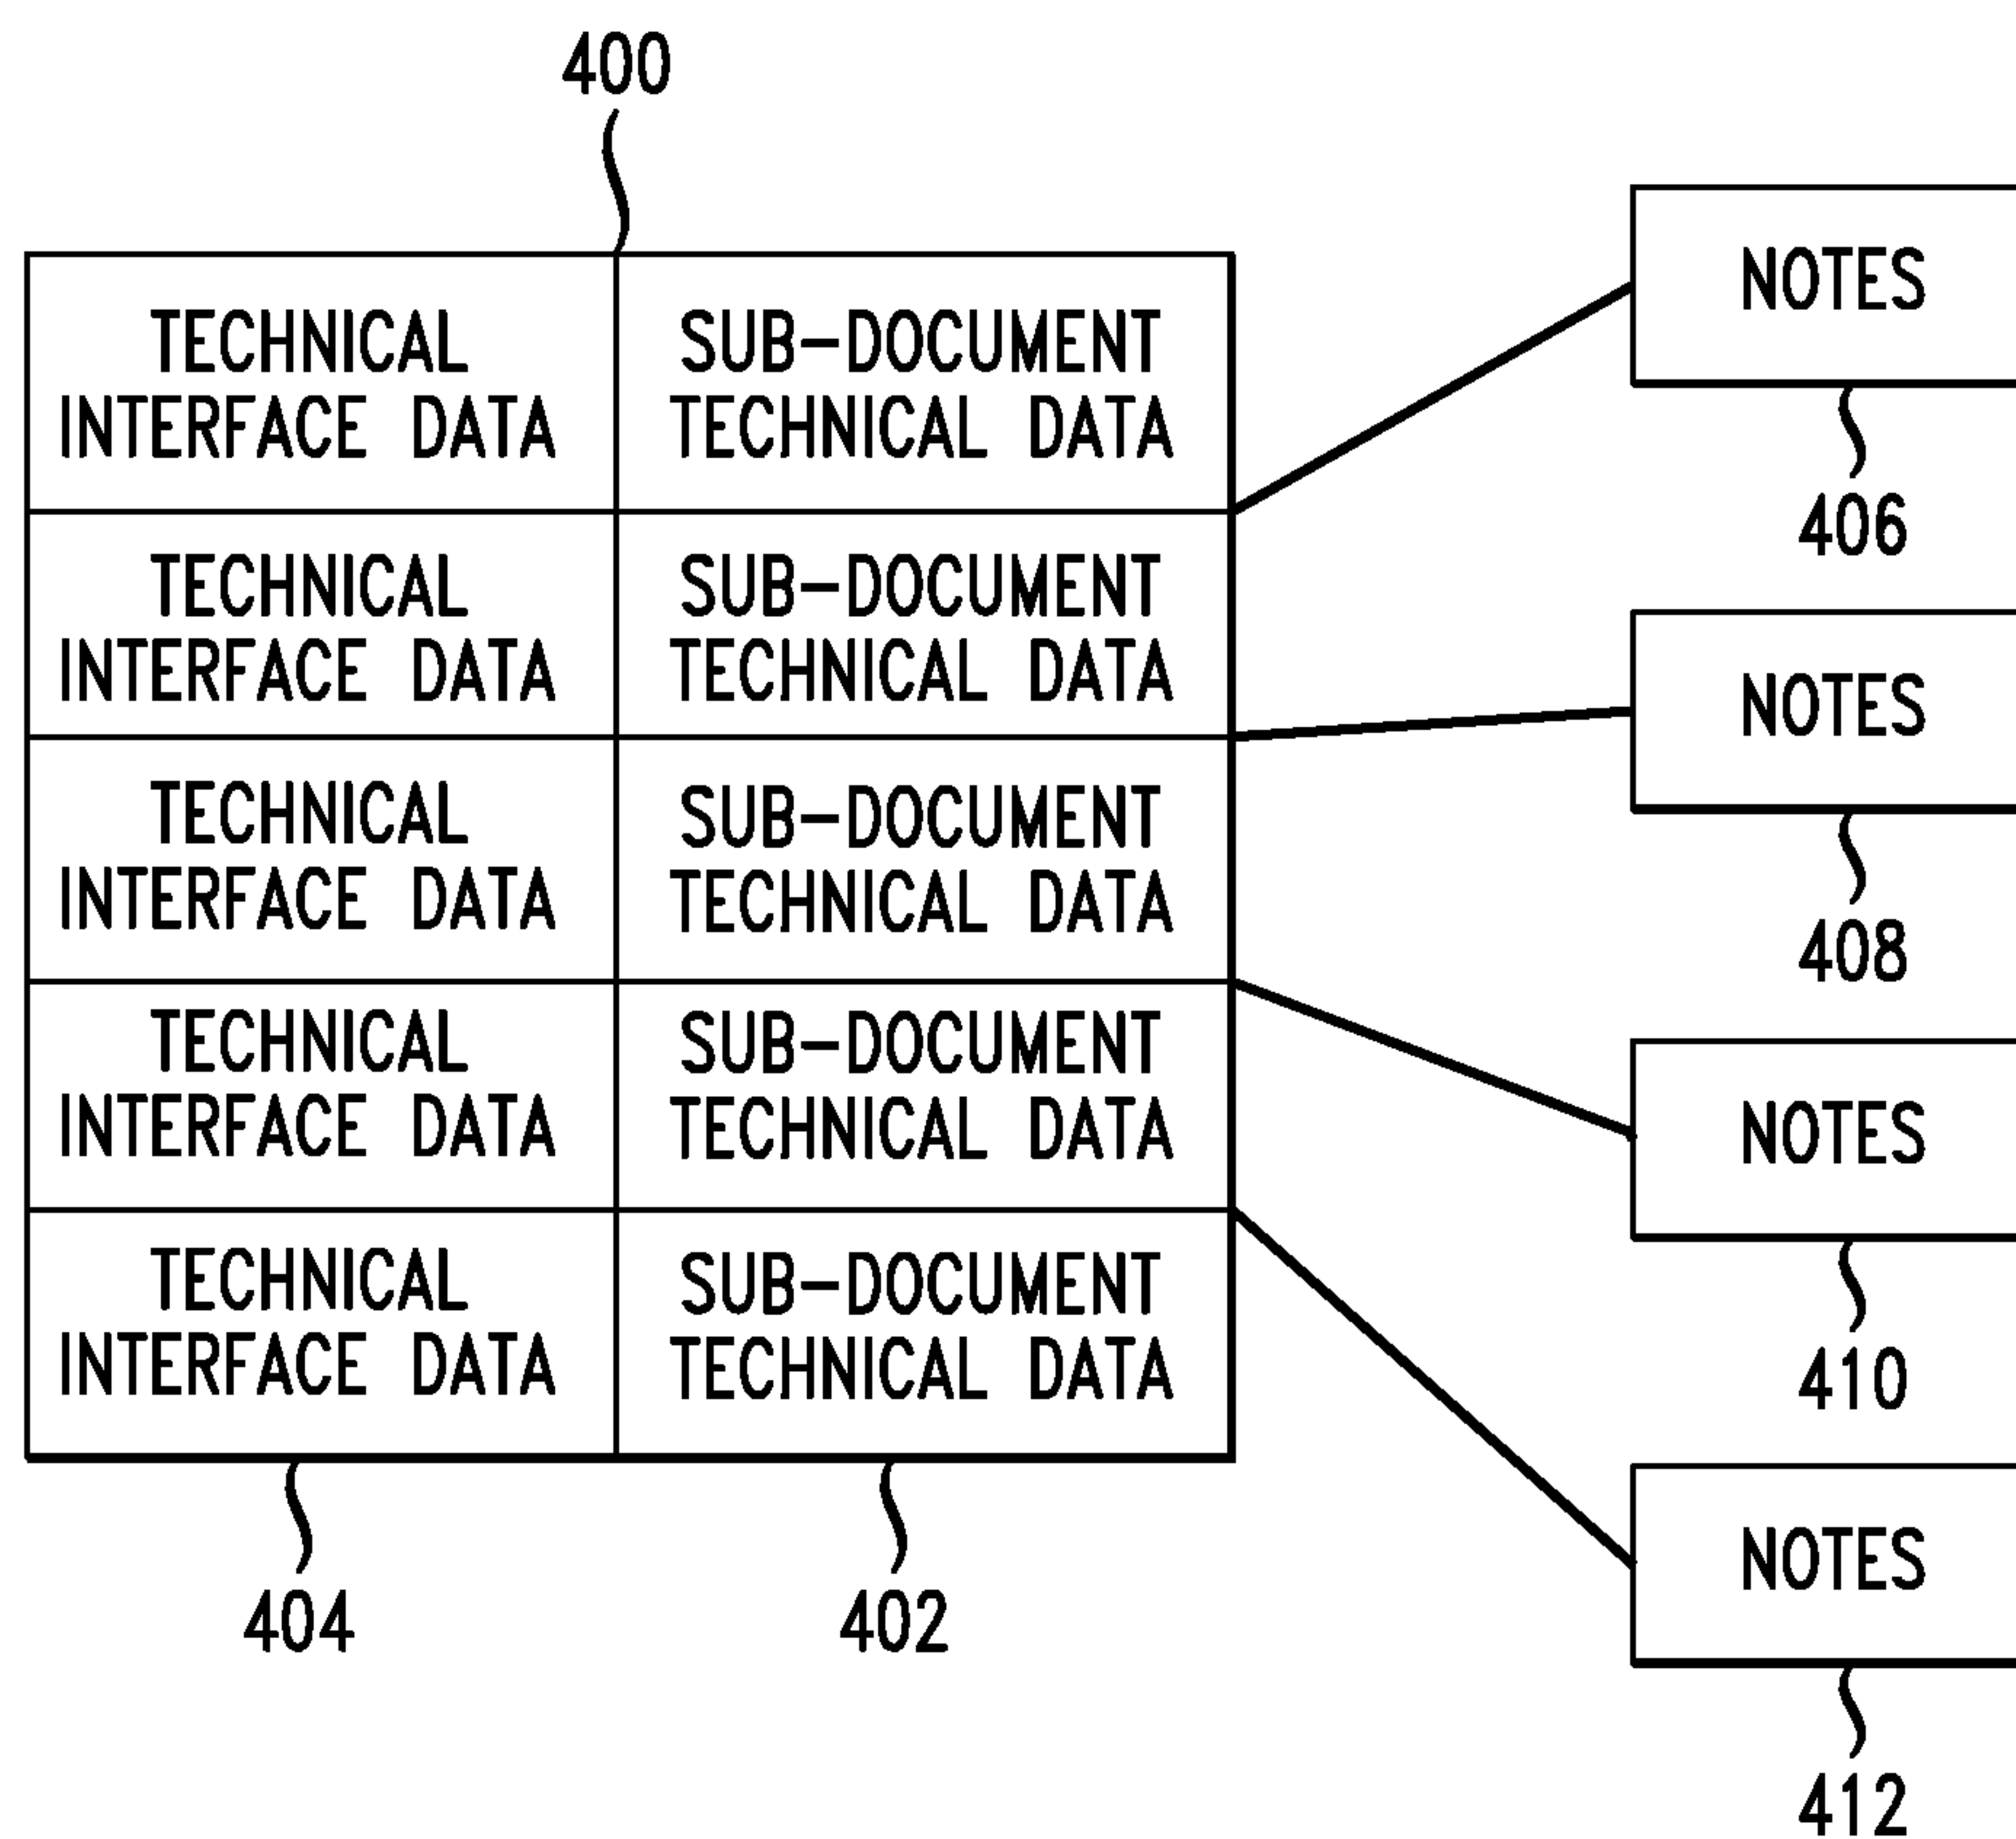 400
TECHNICAL
INTERFACE DATA
SUB-DOCUMENT
TECHNICAL DATA
TECHNICAL
INTERFACE DATA
SUB-DOCUMENT
TECHNICAL DATA
TECHNICAL
INTERFACE DATA
SUB-DOCUMENT
TECHNICAL DATA
TECHNICAL
INTERFACE DATA
SUB-DOCUMENT
TECHNICAL DATA
TECHNICAL
INTERFACE DATA
SUB-DOCUMENT
TECHNICAL DATA
404
402
NOTES
406
NOTES
408
NOTES
410
NOTES
412